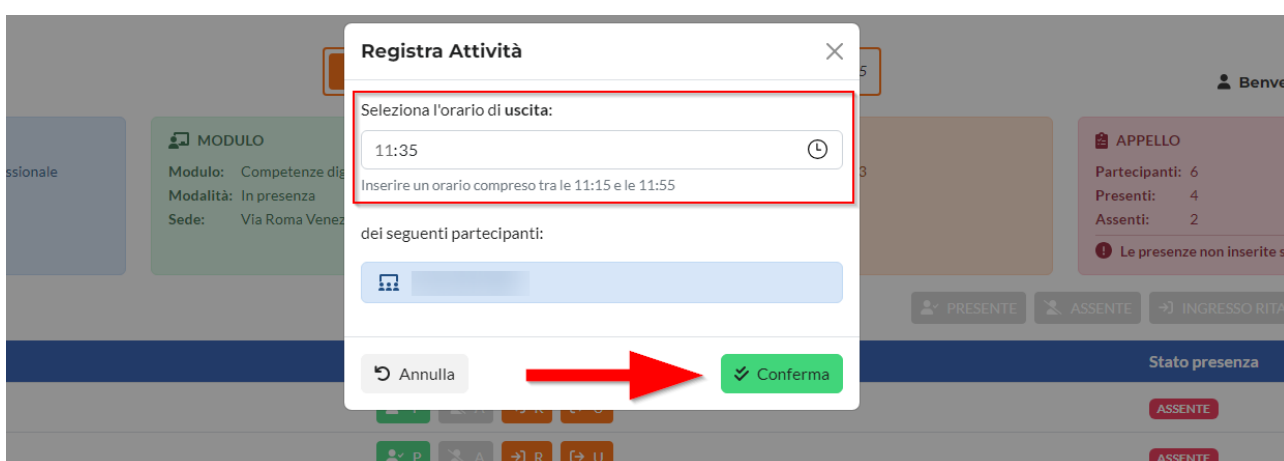 Registra Attività
5
Benve
Seleziona l'orario di uscita:
11:35
Inserire un orario compreso tra le 11:15 e le 11:55
ssionale
MODULO
Modulo: Competenze dig
Modalità: In presenza
Sede: Via Roma Venez
3
APPELLO
Partecipanti: 6
Presenti: 4
Assenti: 2
Le presenze non inserite s
dei seguenti partecipanti:
PRESENTE
ASSENTE
INGRESSO RITA
Annulla
Conferma
Stato presenza
ASSENTE
P A R U
ASSENTE